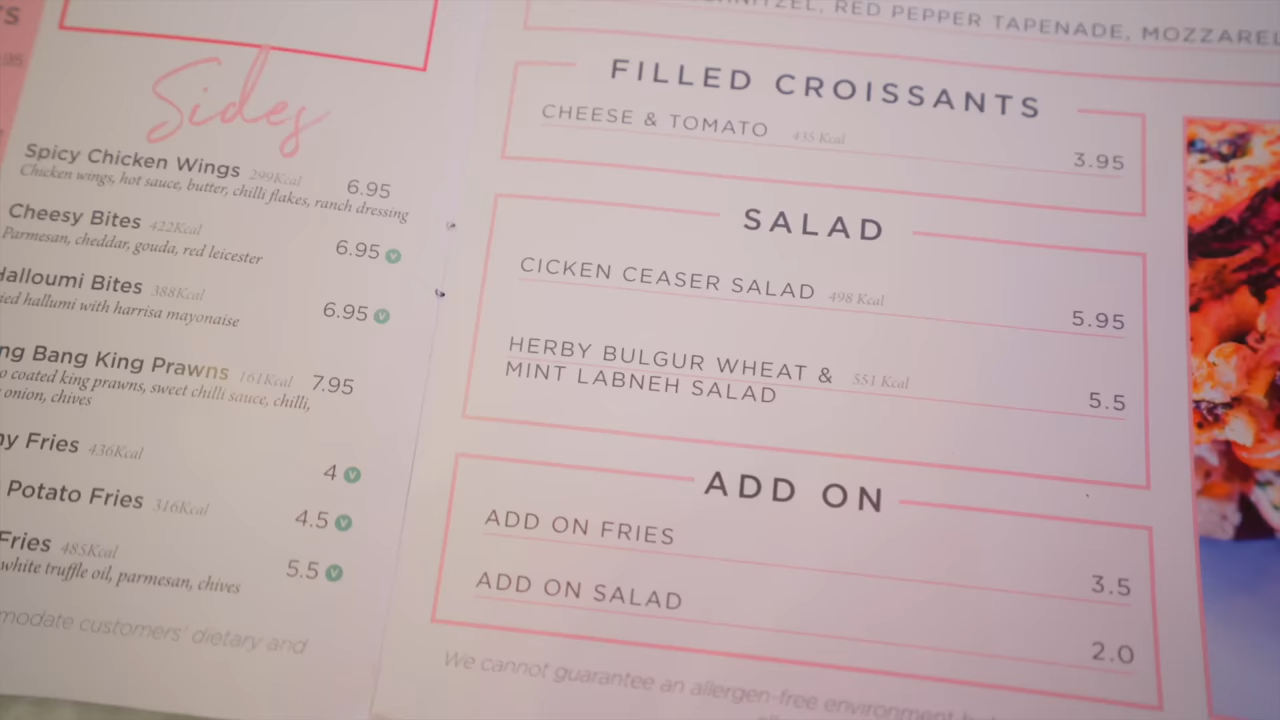 Sides
Spicy Chicken Wings 299Kcal 6.95
Chicken wings, hot sauce, butter, chilli flakes, ranch dressing
Cheesy Bites 422Kcal 6.95 V
Parmesan, cheddar, gouda, red leicester
Halloumi Bites 388Kcal 6.95 V
ied hallumi with harrisa mayonaise
ng Bang King Prawns 161Kcal 7.95
o coated king prawns, sweet chilli sauce, chilli,
onion, chives
ny Fries 436Kcal 4 V
Potato Fries 316Kcal 4.5 V
Fries 485Kcal 5.5 V
white truffle oil, parmesan, chives
modate customers' dietary and
RED PEPPER TAPENADE, MOZZAREL
FILLED CROISSANTS
CHEESE & TOMATO 435 Kcal 3.95
SALAD
CICKEN CEASER SALAD 498 Kcal 5.95
HERBY BULGUR WHEAT & 551 Kcal
MINT LABNEH SALAD 5.5
ADD ON
ADD ON FRIES 3.5
ADD ON SALAD 2.0
We cannot guarantee an allergen-free environment